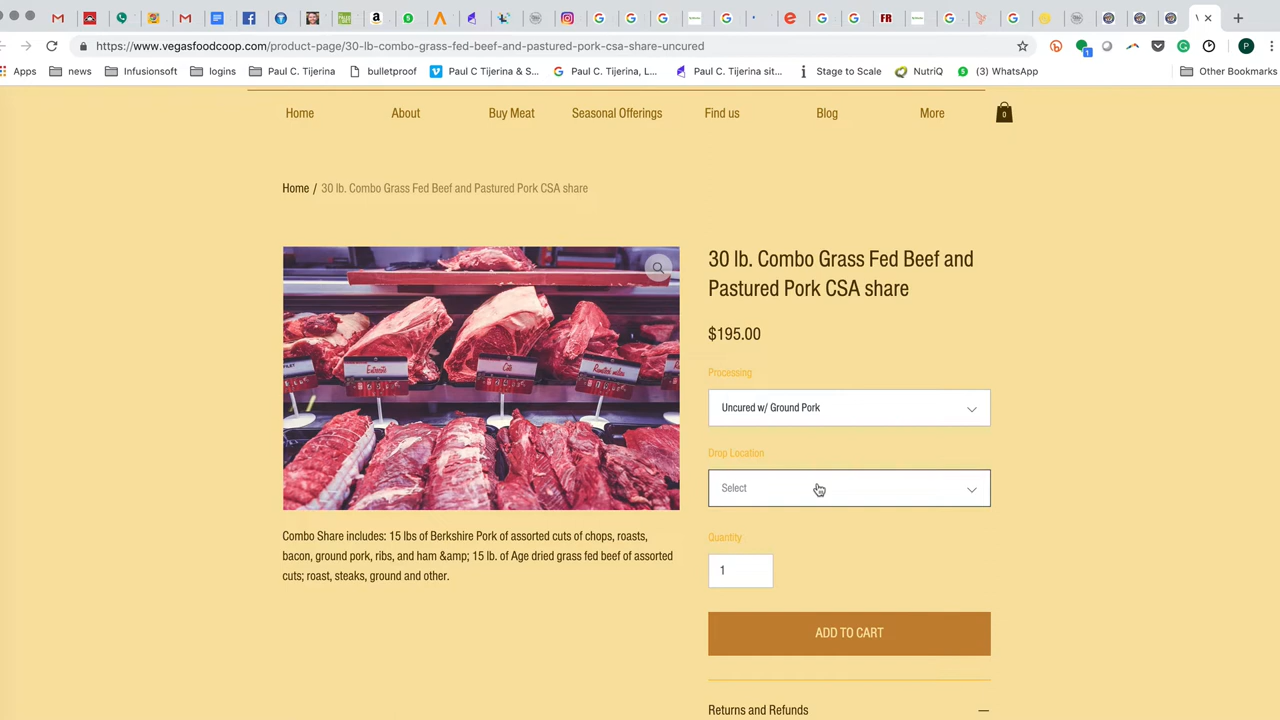 https://www.vegasfoodcoop.com/product-page/30-lb-combo-grass-fed-beef-and-pastured-pork-csa-share-uncured
Apps news Infusionsoft logins Paul C. Tijerina bulletproof Paul C Tijerina & S... Paul C. Tijerina, L... Paul C. Tijerina sit... Stage to Scale NutriQ (3) WhatsApp Other Bookmarks
Home About Buy Meat Seasonal Offerings Find us Blog More 0
Home / 30 lb. Combo Grass Fed Beef and Pastured Pork CSA share
30 lb. Combo Grass Fed Beef and
Pastured Pork CSA share
$195.00
Processing
Uncured w/ Ground Pork
Drop Location
Select
Quantity
1
ADD TO CART
Returns and Refunds
Entrecote
Côte
Combo Share includes: 15 lbs of Berkshire Pork of assorted cuts of chops, roasts,
bacon, ground pork, ribs, and ham &amp; 15 lb. of Age dried grass fed beef of assorted
cuts; roast, steaks, ground and other.